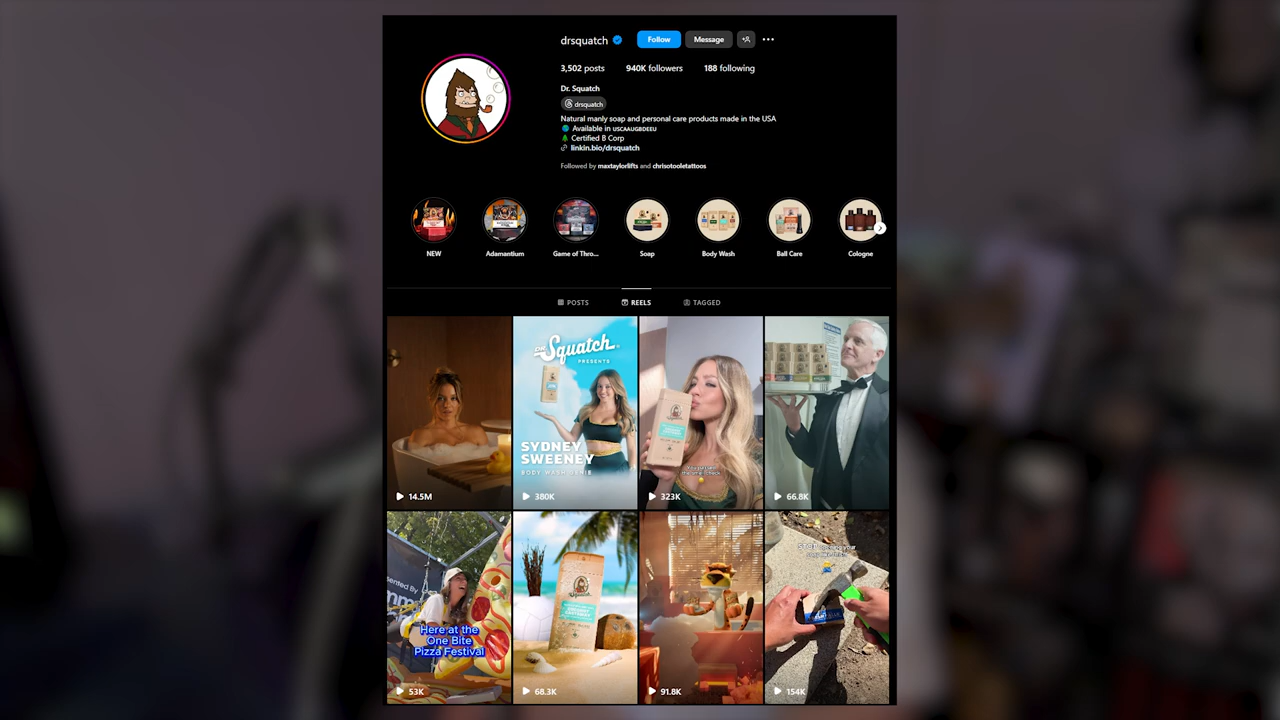 drsquatch
Follow
Message
3,502 posts
940K followers
188 following
Dr. Squatch
drsquatch
Natural manly soap and personal care products made in the USA
Available in USCAAUGBDEEU
Certified B Corp
linkin.bio/drsquatch
Followed by maxtaylorlifts and chrisotooletattoos
NEW
Adamantium
Game of Thro...
Soap
Body Wash
Ball Care
Cologne
POSTS
REELS
TAGGED
DR. Squatch
PRESENTS
SYDNEY
SWEENEY
BODY WASH GENIE
14.5M
380K
323K
66.8K
Here at the
One Bite
Pizza Festival
STOP
53K
68.3K
91.8K
154K